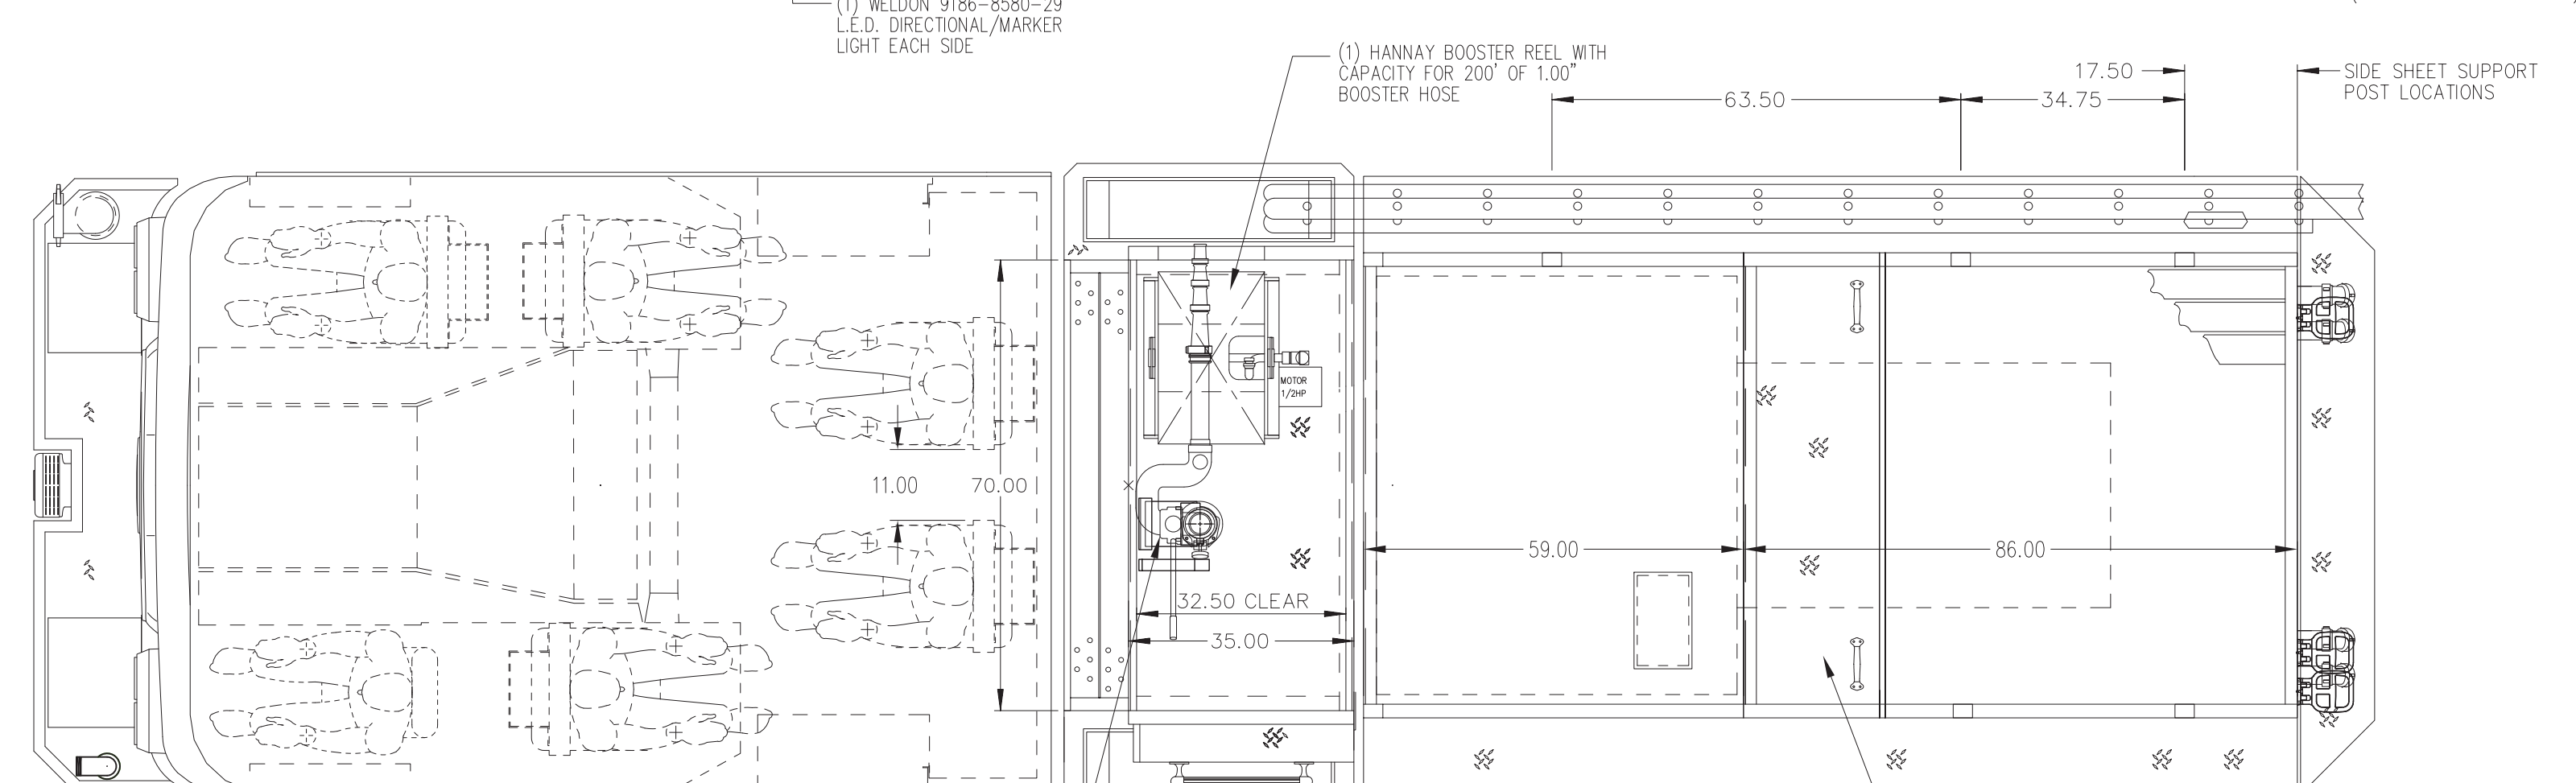 (1) WELDON 9186-8580-29
L.E.D. DIRECTIONAL/MARKER
LIGHT EACH SIDE
(1) HANNAY BOOSTER REEL WITH
CAPACITY FOR 200' OF 1.00"
BOOSTER HOSE
17.50
SIDE SHEET SUPPORT
POST LOCATIONS
63.50
34.75
MOTOR
1/2HP
11.00
70.00
59.00
86.00
32.50 CLEAR
35.00